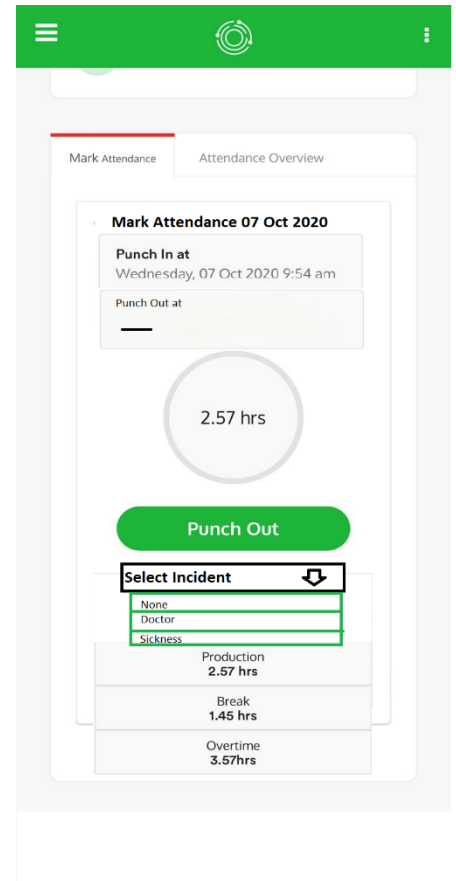 Mark Attendance
Attendance Overview
Mark Attendance 07 Oct 2020
Punch In at
Wednesday, 07 Oct 2020 9:54 am
Punch Out at
2.57 hrs
Punch Out
Select Incident
None
Doctor
Sickness
Production
2.57 hrs
Break
1.45 hrs
Overtime
3.57hrs